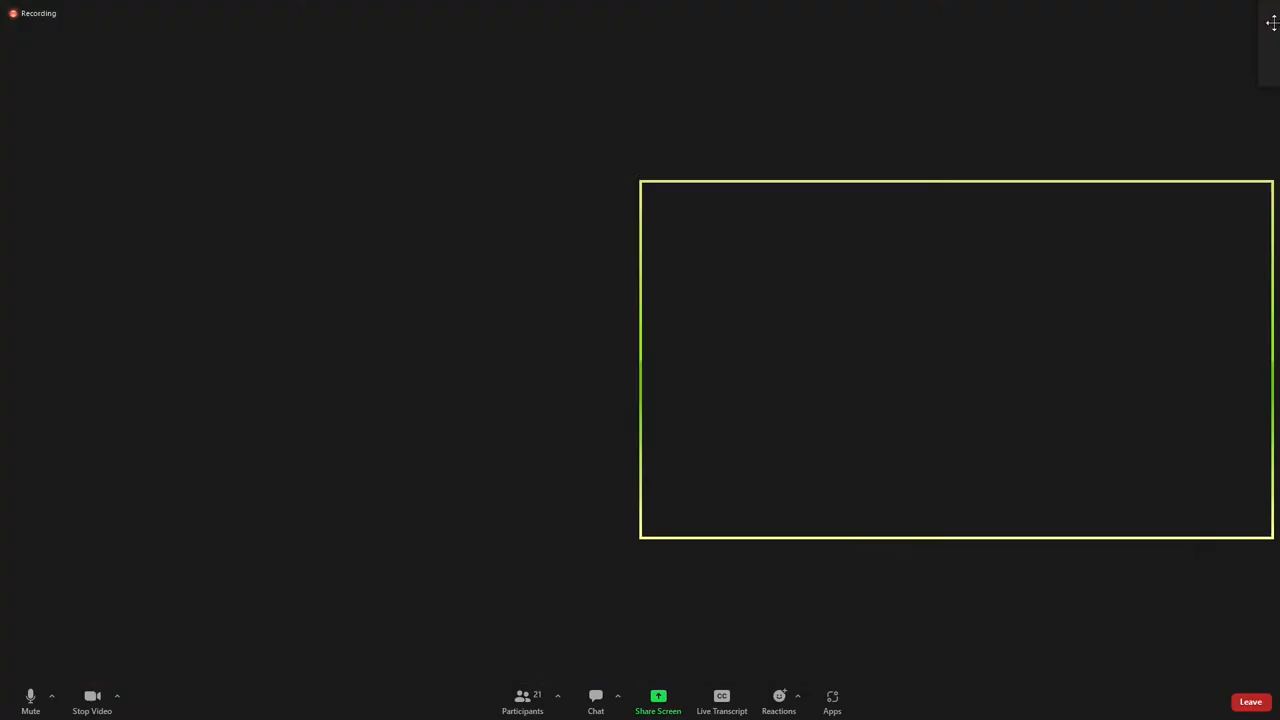 Recording
21
Mute
Stop Video
Participants
Chat
Share Screen
CC
Live Transcript
Reactions
Apps
Leave